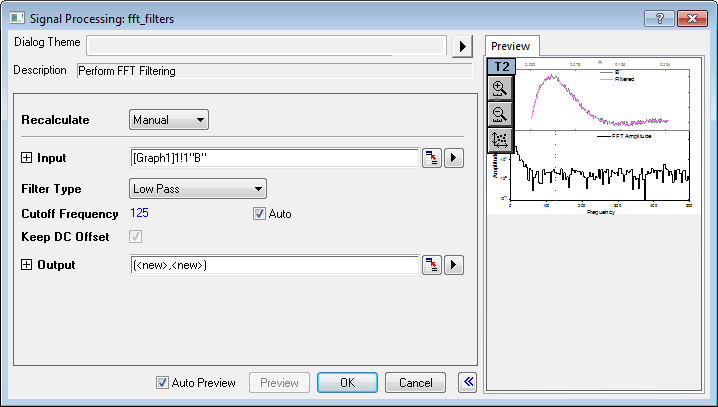 Signal Processing: fft_filters
Dialog Theme
Description Perform FFT Filtering
Recalculate Manual
Input [Graph1]1!1"B"
Filter Type Low Pass
Cutoff Frequency 125 Auto
Keep DC Offset
Output (<new>,<new>)
Auto Preview Preview OK Cancel
Preview
T2
A
B
Filtered
FFT Amplitude
Frequency